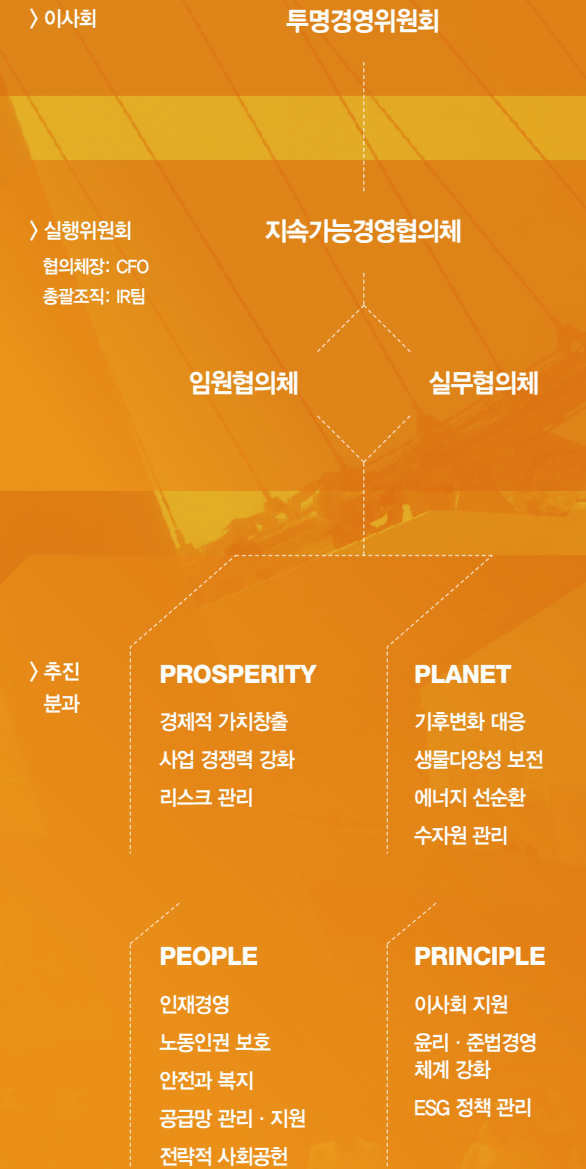 〉이사회
투명경영위원회
〉실행위원회
협의체장: CFO
총괄조직: IR팀
지속가능경영협의체
임원협의체
실무협의체
〉추진
분과
PROSPERITY
경제적 가치창출
사업 경쟁력 강화
리스크 관리
PLANET
기후변화 대응
생물다양성 보전
에너지 선순환
수자원 관리
PEOPLE
인재경영
노동인권 보호
안전과 복지
공급망 관리 · 지원
전략적 사회공헌
PRINCIPLE
이사회 지원
윤리 · 준법경영
체계 강화
ESG 정책 관리